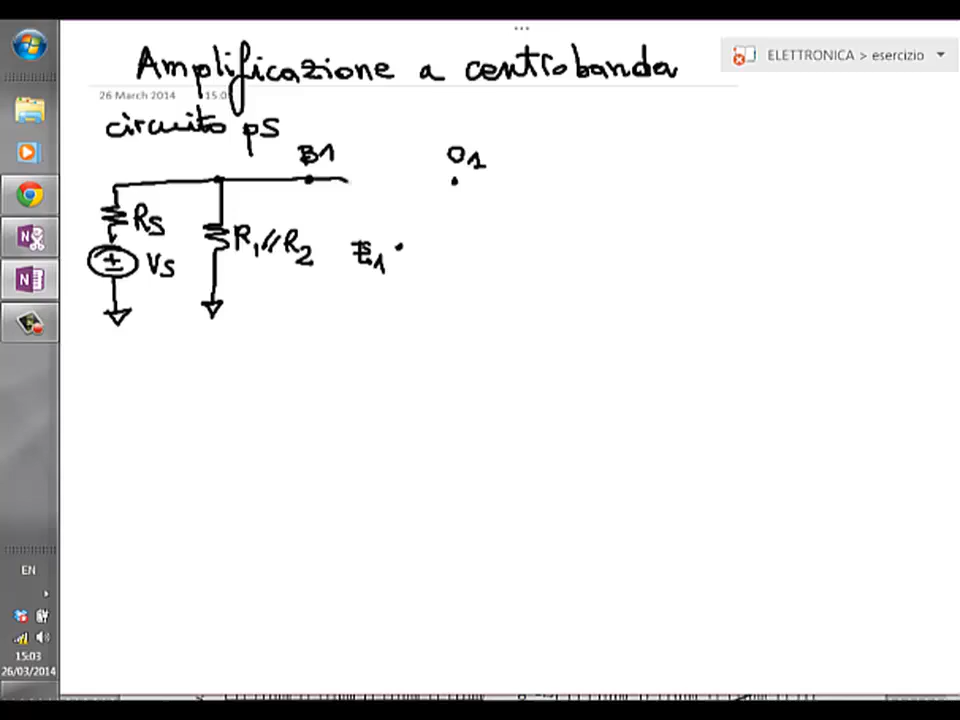 ELETTRONICA > esercizio
Amplificazione a centrobanda
26 March 2014
circuito pS
B1
O1
RS
R1//R2
E1
VS
EN
15:03
26/03/2014